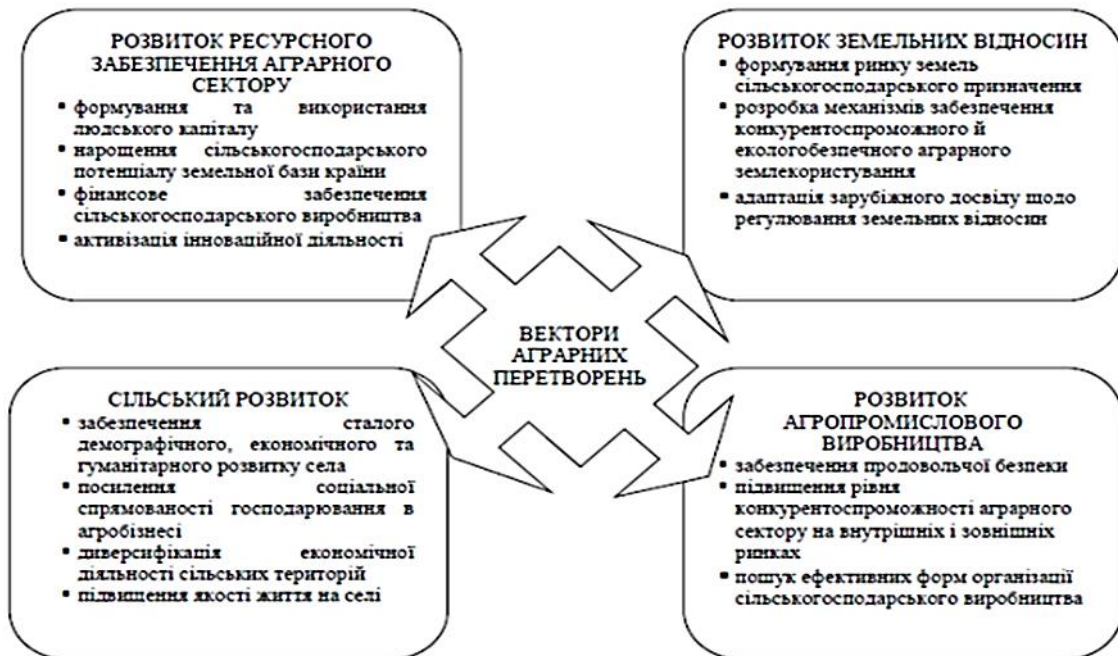 РОЗВИТОК РЕСУРСНОГО
ЗАБЕЗПЕЧЕННЯ АГРАРНОГО
СЕКТОРУ
▪ формування та використання
людського капіталу
▪ нарощення сільськогосподарського
потенціалу земельної бази країни
▪ фінансове забезпечення
сільськогосподарського виробництва
▪ активізація інноваційної діяльності
РОЗВИТОК ЗЕМЕЛЬНИХ ВІДНОСИН
▪ формування ринку земель
сільськогосподарського призначення
▪ розробка механізмів забезпечення
конкурентоспроможного й
екологобезпечного аграрного
землекористування
▪ адаптація зарубіжного досвіду щодо
регулювання земельних відносин
ВЕКТОРИ
АГРАРНИХ
ПЕРЕТВОРЕНЬ
СІЛЬСЬКИЙ РОЗВИТОК
▪ забезпечення сталого
демографічного, економічного та
гуманітарного розвитку села
▪ посилення соціальної
спрямованості господарювання в
агробізнесі
▪ диверсифікація економічної
діяльності сільських територій
▪ підвищення якості життя на селі
РОЗВИТОК
АГРОПРОМИСЛОВОГО
ВИРОБНИЦТВА
▪ забезпечення продовольчої безпеки
▪ підвищення рівня
конкурентоспроможності аграрного
сектору на внутрішніх і зовнішніх
ринках
▪ пошук ефективних форм організації
сільськогосподарського виробництва